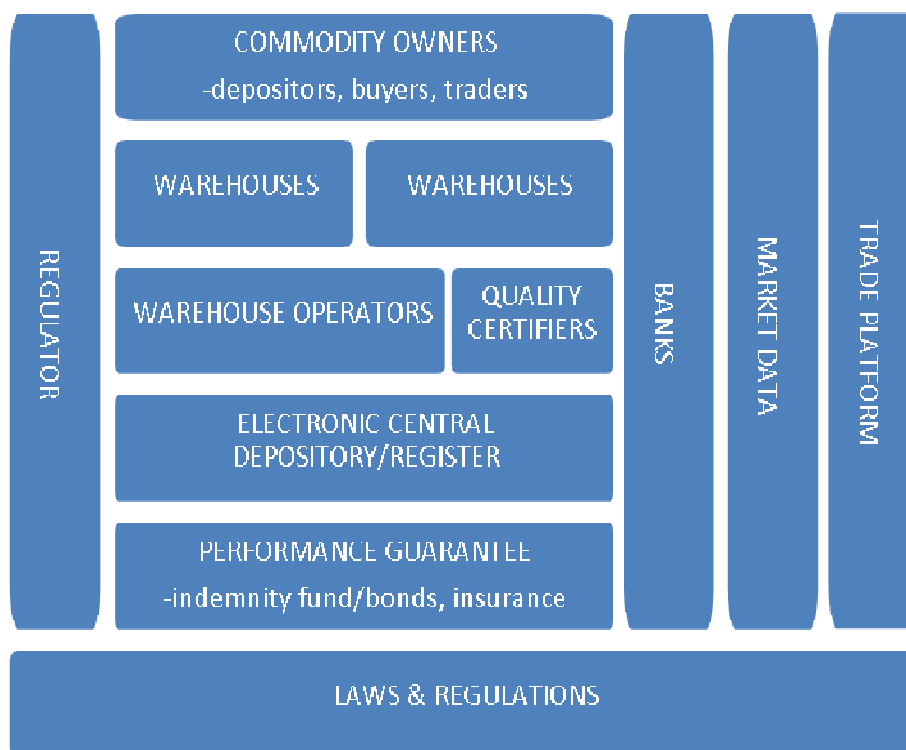 REGULATOR
COMMODITY OWNERS
-depositors, buyers, traders
WAREHOUSES
WAREHOUSES
WAREHOUSE OPERATORS
QUALITY
CERTIFIERS
ELECTRONIC CENTRAL
DEPOSITORY/REGISTER
PERFORMANCE GUARANTEE
-indemnity fund/bonds, insurance
BANKS
MARKET DATA
TRADE PLATFORM
LAWS & REGULATIONS